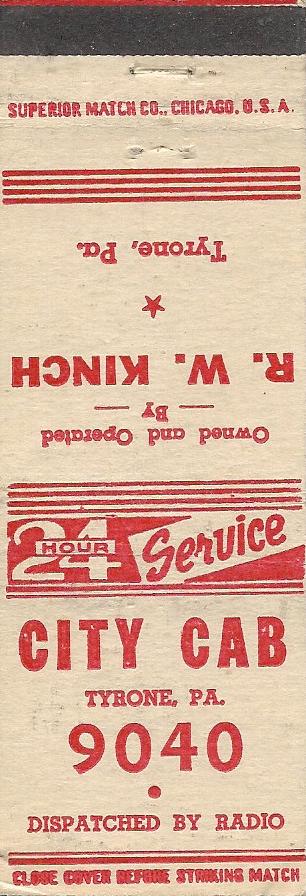 SUPERIOR MATCH CO., CHICAGO, U.S.A.
Owned and Operated
By
R. W. KINCH
Tyrone, Pa.
24 HOUR Service
CITY CAB
TYRONE, PA.
9040
DISPATCHED BY RADIO
CLOSE COVER BEFORE STRIKING MATCH